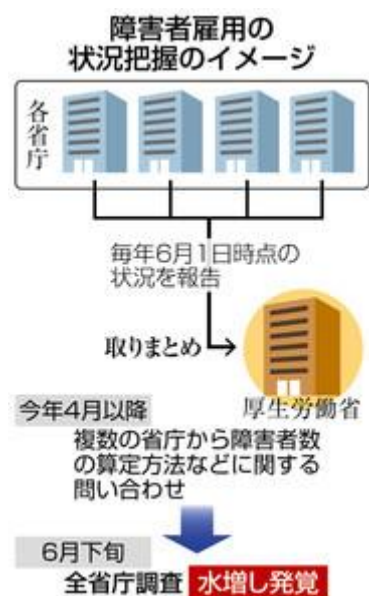 障害者雇用の
状況把握のイメージ
各省庁
毎年6月1日時点の
状況を報告
取りまとめ
厚生労働省
今年4月以降
複数の省庁から障害者数
の算定方法などに関する
問い合わせ
6月下旬
全省庁調査 水増し発覚